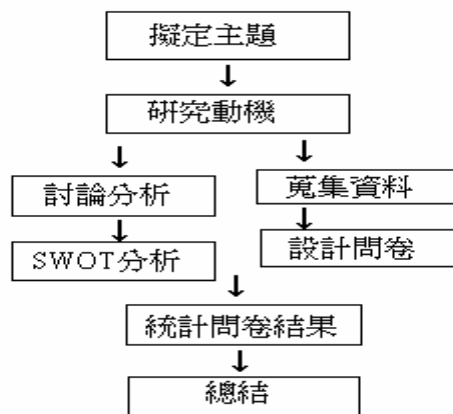 擬定主題
研究動機
討論分析
蒐集資料
SWOT分析
設計問卷
統計問卷結果
總結